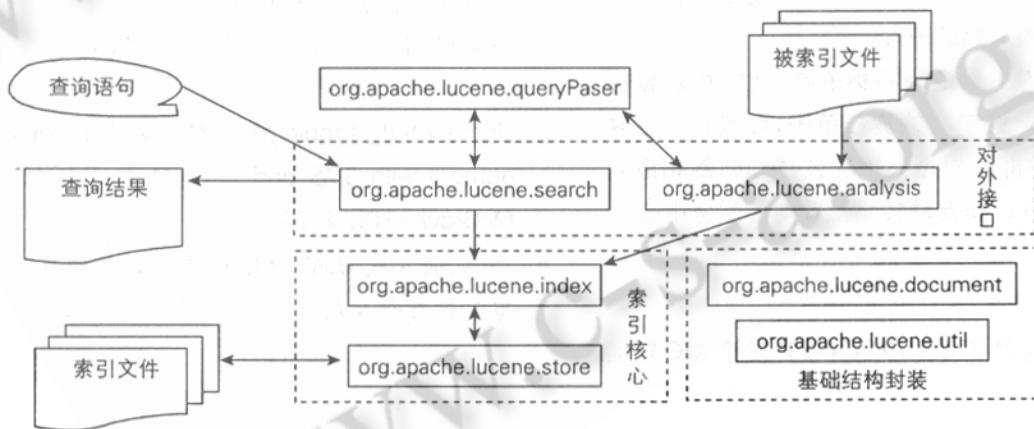 查询语句
org.apache.lucene.queryPaser
被索引文件
查询结果
org.apache.lucene.search
org.apache.lucene.analysis
对外接口
org.apache.lucene.index
索引核心
org.apache.lucene.document
索引文件
org.apache.lucene.store
org.apache.lucene.util
基础结构封装
www.c-s-a.org